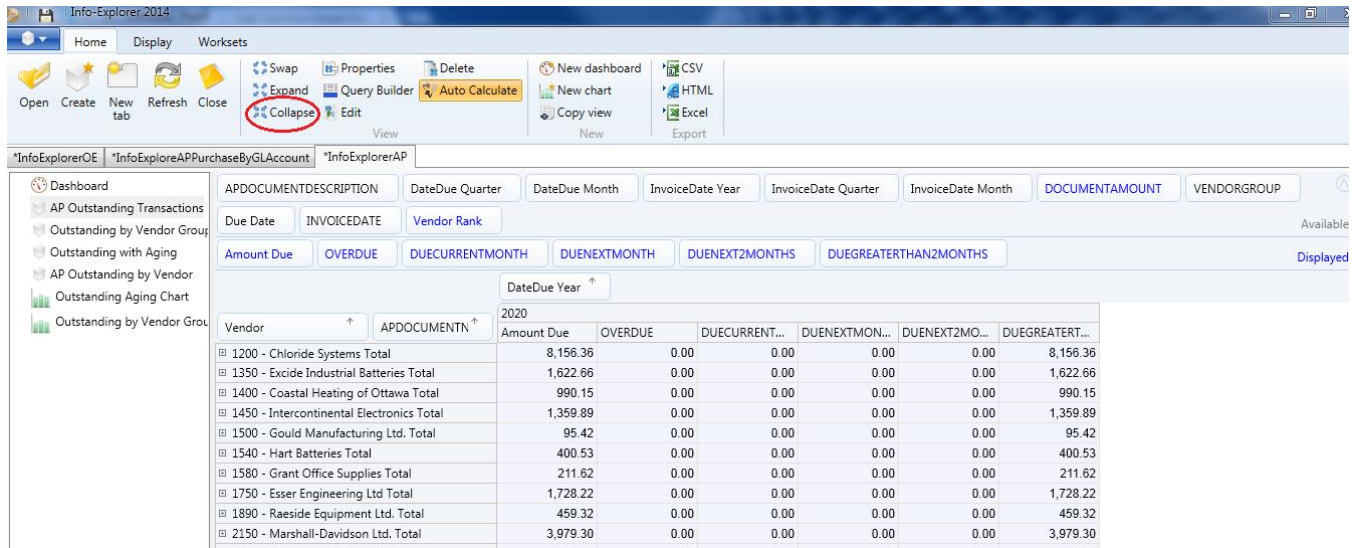 Info-Explorer 2014
Home Display Worksets
Open Create New tab Refresh Close
Swap Properties Delete
Expand Query Builder Auto Calculate
Collapse Edit
View
New dashboard
New chart
Copy view
New
CSV
HTML
Excel
Export
*InfoExplorerOE *InfoExploreAPPurchaseByGLAccount *InfoExplorerAP
Dashboard
AP Outstanding Transactions
Outstanding by Vendor Group
Outstanding with Aging
AP Outstanding by Vendor
Outstanding Aging Chart
Outstanding by Vendor Grou
APDOCUMENTDESCRIPTION DateDue Quarter DateDue Month InvoiceDate Year InvoiceDate Quarter InvoiceDate Month DOCUMENTAMOUNT VENDORGROUP
Due Date INVOICEDATE Vendor Rank Available
Amount Due OVERDUE DUECURRENTMONTH DUENEXTMONTH DUENEXT2MONTHS DUEGREATERTHAN2MONTHS Displayed
DateDue Year
2020
Vendor APDOCUMENTN Amount Due OVERDUE DUECURRENT... DUENEXTMON... DUENEXT2MO... DUEGREATERT...
1200 - Chloride Systems Total 8,156.36 0.00 0.00 0.00 0.00 8,156.36
1350 - Excide Industrial Batteries Total 1,622.66 0.00 0.00 0.00 0.00 1,622.66
1400 - Coastal Heating of Ottawa Total 990.15 0.00 0.00 0.00 0.00 990.15
1450 - Intercontinental Electronics Total 1,359.89 0.00 0.00 0.00 0.00 1,359.89
1500 - Gould Manufacturing Ltd. Total 95.42 0.00 0.00 0.00 0.00 95.42
1540 - Hart Batteries Total 400.53 0.00 0.00 0.00 0.00 400.53
1580 - Grant Office Supplies Total 211.62 0.00 0.00 0.00 0.00 211.62
1750 - Esser Engineering Ltd Total 1,728.22 0.00 0.00 0.00 0.00 1,728.22
1890 - Raeside Equipment Ltd. Total 459.32 0.00 0.00 0.00 0.00 459.32
2150 - Marshall-Davidson Ltd. Total 3,979.30 0.00 0.00 0.00 0.00 3,979.30